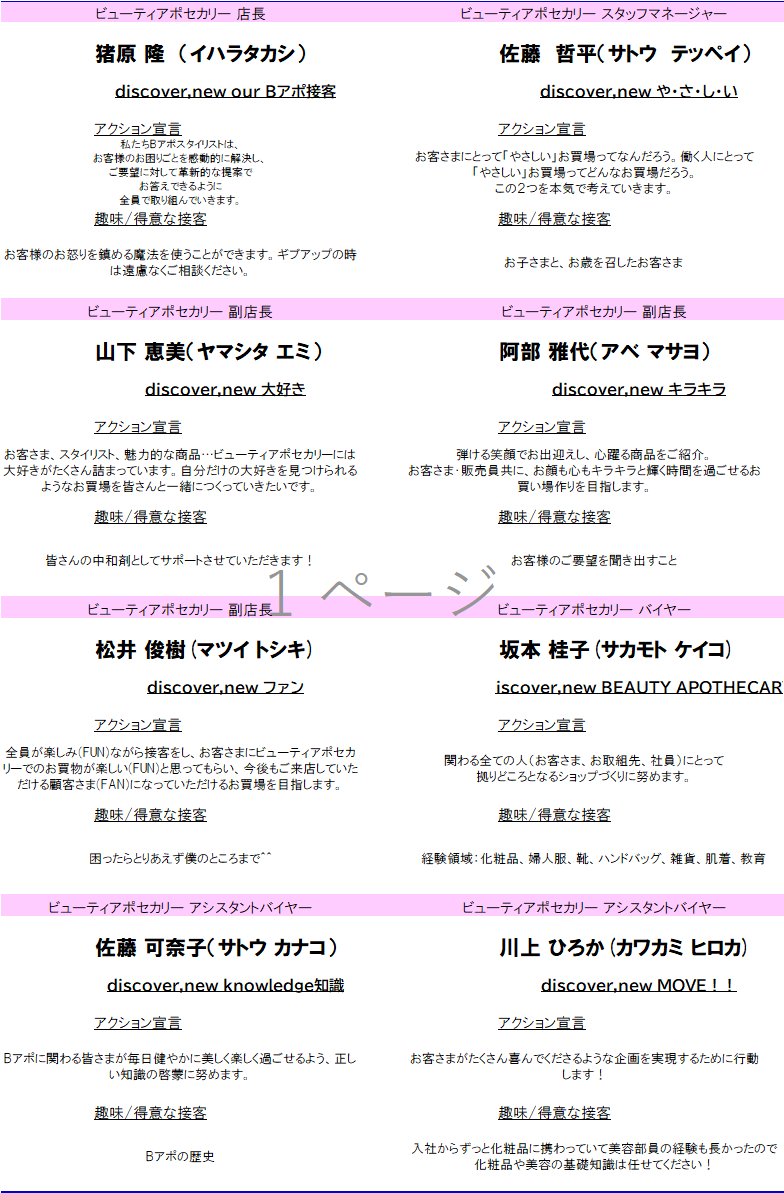 ビューティアポセカリー 店長
猪原 隆 （イハラタカシ）
discover,new our Bアポ接客
アクション宣言
私たちBアポスタイリストは、
お客様のお困りごとを感動的に解決し、
ご要望に対して革新的な提案で
お答えできるように
全員で取り組んでいきます。
趣味/得意な接客
お客様のお怒りを鎮める魔法を使うことができます。ギブアップの時
は遠慮なくご相談ください。
ビューティアポセカリー スタッフマネージャー
佐藤 哲平（サトウ テッペイ）
discover,new や・さ・し・い
アクション宣言
お客さまにとって「やさしい」お買場ってなんだろう。働く人にとって
「やさしい」お買場ってどんなお買場だろう。
この2つを本気で考えていきます。
趣味/得意な接客
お子さまと、お歳を召したお客さま
ビューティアポセカリー 副店長
山下 恵美（ヤマシタ エミ）
discover,new 大好き
アクション宣言
お客さま、スタイリスト、魅力的な商品…ビューティアポセカリーには
大好きがたくさん詰まっています。自分だけの大好きを見つけられる
ようなお買場を皆さんと一緒につくっていきたいです。
趣味/得意な接客
皆さんの中和剤としてサポートさせていただきます！
ビューティアポセカリー 副店長
阿部 雅代（アベ マサヨ）
discover,new キラキラ
アクション宣言
弾ける笑顔でお出迎えし、心躍る商品をご紹介。
お客さま・販売員共に、お顔も心もキラキラと輝く時間を過ごせるお
買い場作りを目指します。
趣味/得意な接客
お客様のご要望を聞き出すこと
1 ページ
ビューティアポセカリー 副店長
松井 俊樹（マツイトシキ）
discover,new ファン
アクション宣言
全員が楽しみ(FUN)ながら接客をし、お客さまにビューティアポセカ
リーでのお買物が楽しい(FUN)と思ってもらい、今後もご来店していた
だける顧客さま(FAN)になっていただけるお買場を目指します。
趣味/得意な接客
困ったらとりあえず僕のところまで^^
ビューティアポセカリー バイヤー
坂本 桂子（サカモト ケイコ）
iscover,new BEAUTY APOTHECAR
アクション宣言
関わる全ての人（お客さま、お取組先、社員）にとって
拠りどころとなるショップづくりに努めます。
趣味/得意な接客
経験領域：化粧品、婦人服、靴、ハンドバッグ、雑貨、肌着、教育
ビューティアポセカリー アシスタントバイヤー
佐藤 可奈子（サトウ カナコ）
discover,new knowledge知識
アクション宣言
Bアポに関わる皆さまが毎日健やかに美しく楽しく過ごせるよう、正し
い知識の啓蒙に努めます。
趣味/得意な接客
Bアポの歴史
ビューティアポセカリー アシスタントバイヤー
川上 ひろか（カワカミ ヒロカ）
discover,new MOVE！！
アクション宣言
お客さまがたくさん喜んでくださるような企画を実現するために行動
します！
趣味/得意な接客
入社からずっと化粧品に携わっていて美容部員の経験も長かったので
化粧品や美容の基礎知識は任せてください！